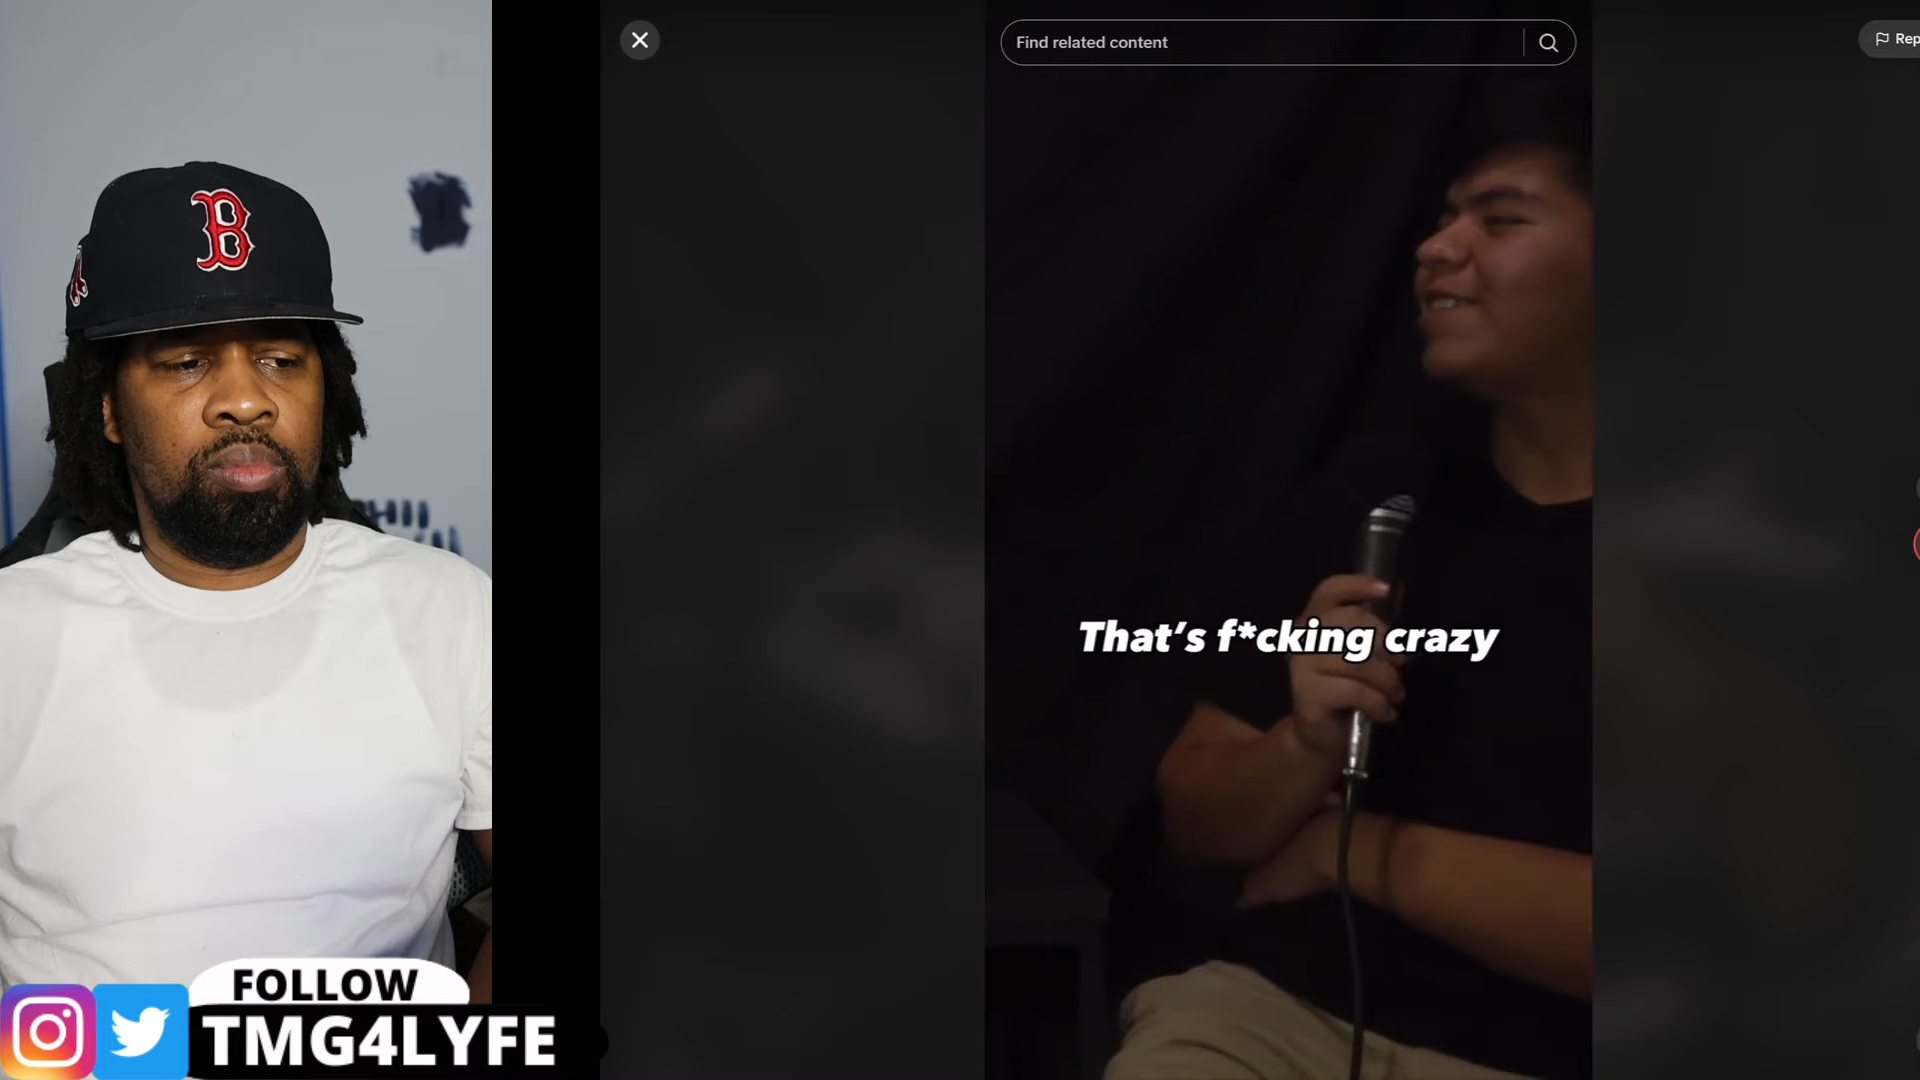 Find related content
Rep
B
That's f*cking crazy
FOLLOW
TMG4LYFE